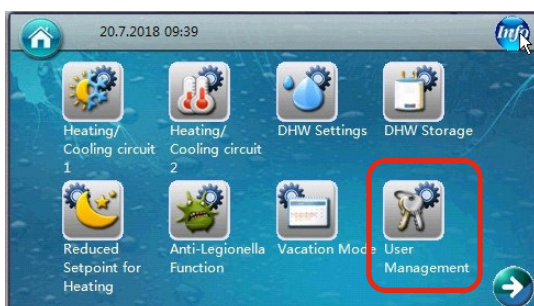 20.7.2018 09:39
Info
Heating/
Cooling circuit
1
Heating/
Cooling circuit
2
DHW Settings
DHW Storage
Reduced
Setpoint for
Heating
Anti-Legionella
Function
Vacation Mode
User
Management